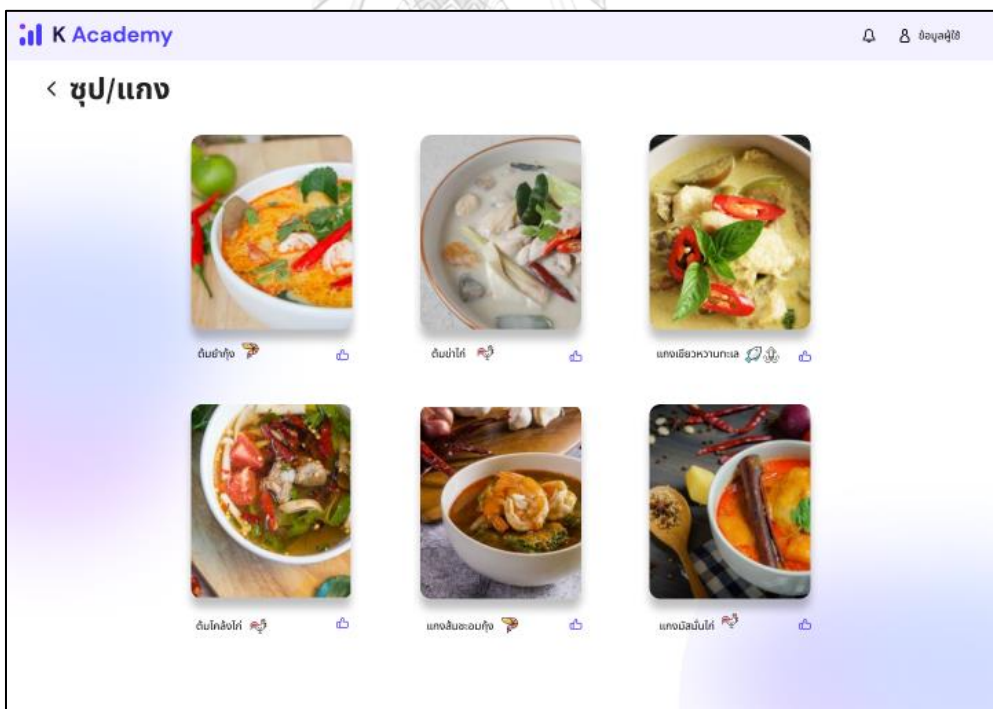 K Academy
ข้อมูลผู้ใช้
ซุป/แกง
ต้มยำกุ้ง
ต้มข่าไก่
แกงเขียวหวานทะเล
ต้มโคล้งไก่
แกงส้มชะอมกุ้ง
แกงมัสมั่นไก่